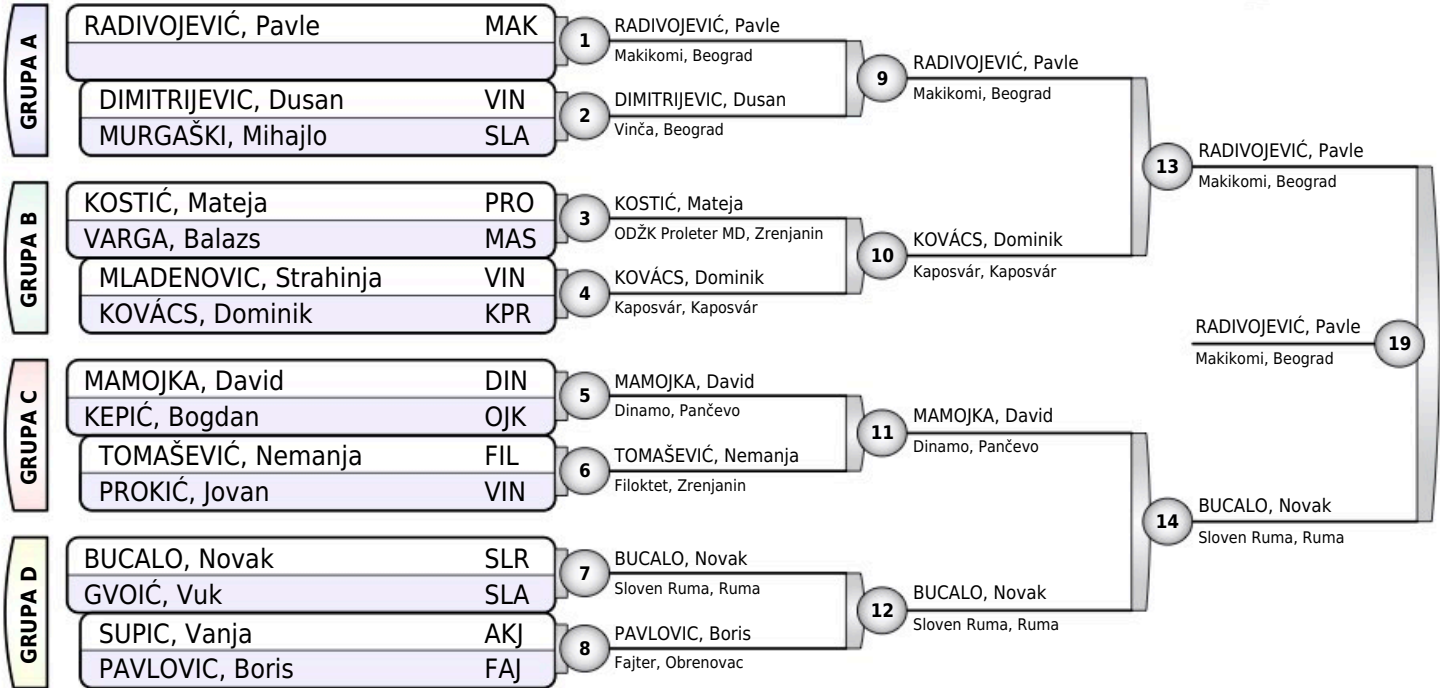 GRUPA A
RADIVOJEVIĆ, Pavle MAK
DIMITRIJEVIC, Dusan VIN
MURGAŠKI, Mihajlo SLA
GRUPA B
KOSTIĆ, Mateja PRO
VARGA, Balazs MAS
MLADENOVIC, Strahinja VIN
KOVÁCS, Dominik KPR
GRUPA C
MAMOJKA, David DIN
KEPIĆ, Bogdan OJK
TOMAŠEVIĆ, Nemanja FIL
PROKIĆ, Jovan VIN
GRUPA D
BUCALO, Novak SLR
GVOIĆ, Vuk SLA
SUPIC, Vanja AKJ
PAVLOVIC, Boris FAJ
1
RADIVOJEVIĆ, Pavle
Makikomi, Beograd
2
DIMITRIJEVIC, Dusan
Vinča, Beograd
3
KOSTIĆ, Mateja
ODŽK Proleter MD, Zrenjanin
4
KOVÁCS, Dominik
Kaposvár, Kaposvár
5
MAMOJKA, David
Dinamo, Pančevo
6
TOMAŠEVIĆ, Nemanja
Filoktet, Zrenjanin
7
BUCALO, Novak
Sloven Ruma, Ruma
8
PAVLOVIC, Boris
Fajter, Obrenovac
9
RADIVOJEVIĆ, Pavle
Makikomi, Beograd
10
KOVÁCS, Dominik
Kaposvár, Kaposvár
11
MAMOJKA, David
Dinamo, Pančevo
12
BUCALO, Novak
Sloven Ruma, Ruma
13
RADIVOJEVIĆ, Pavle
Makikomi, Beograd
14
BUCALO, Novak
Sloven Ruma, Ruma
RADIVOJEVIĆ, Pavle
Makikomi, Beograd
19